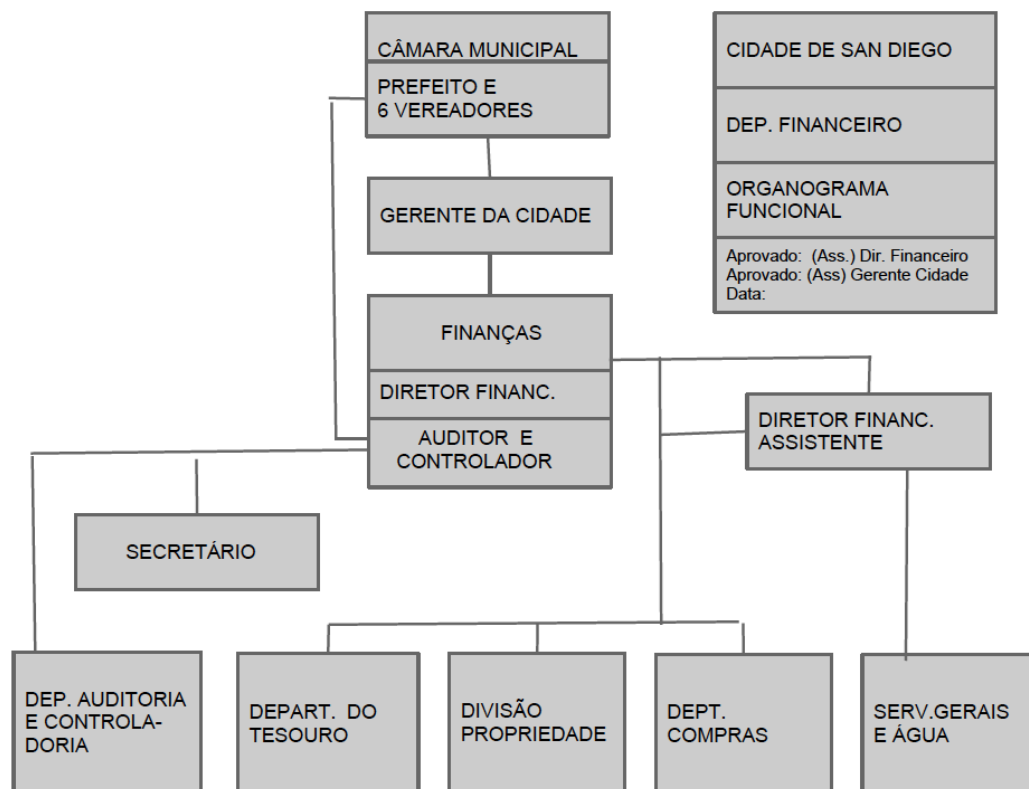 CÂMARA MUNICIPAL
PREFEITO E
6 VEREADORES
GERENTE DA CIDADE
FINANÇAS
DIRETOR FINANC.
AUDITOR E
CONTROLADOR
CIDADE DE SAN DIEGO
DEP. FINANCEIRO
ORGANOGRAMA
FUNCIONAL
Aprovado: (Ass.) Dir. Financeiro
Aprovado: (Ass) Gerente Cidade
Data:
DIRETOR FINANC.
ASSISTENTE
SECRETÁRIO
DEP. AUDITORIA
E CONTROLA-
DORIA
DEPART. DO
TESOURO
DIVISÃO
PROPRIEDADE
DEPT.
COMPRAS
SERV.GERAIS
E ÁGUA